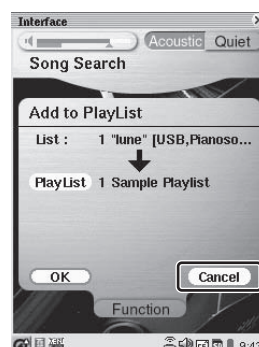 Interface
Acoustic Quiet
Song Search
Add to PlayList
List : 1 "lune" [USB,Pianoso...
PlayList 1 Sample Playlist
OK Cancel
Function